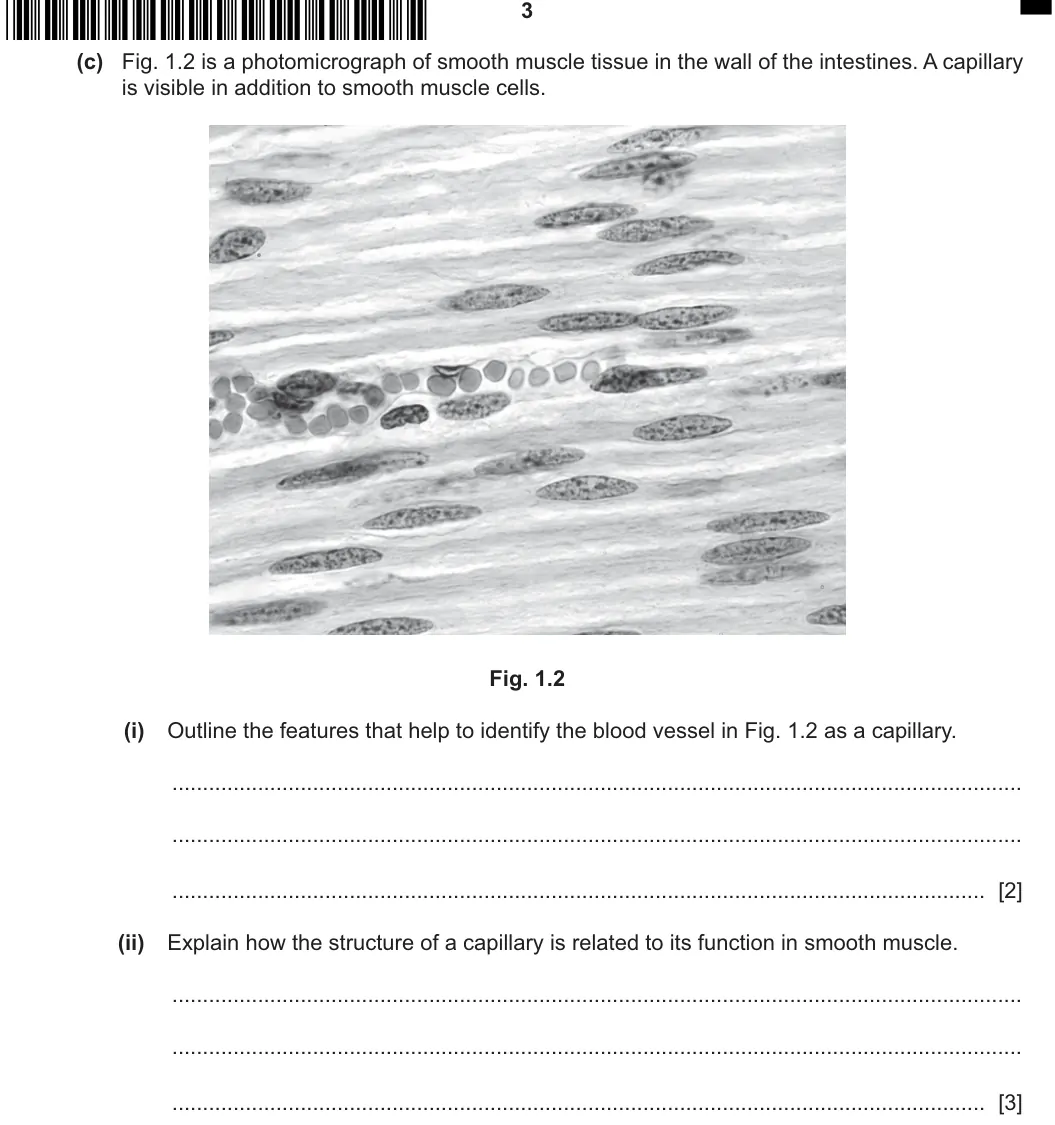 3
(c) Fig. 1.2 is a photomicrograph of smooth muscle tissue in the wall of the intestines. A capillary
is visible in addition to smooth muscle cells.
Fig. 1.2
(i) Outline the features that help to identify the blood vessel in Fig. 1.2 as a capillary.
..........................................................................................................................................
..........................................................................................................................................
.................................................................................................................................... [2]
(ii) Explain how the structure of a capillary is related to its function in smooth muscle.
..........................................................................................................................................
..........................................................................................................................................
.................................................................................................................................... [3]